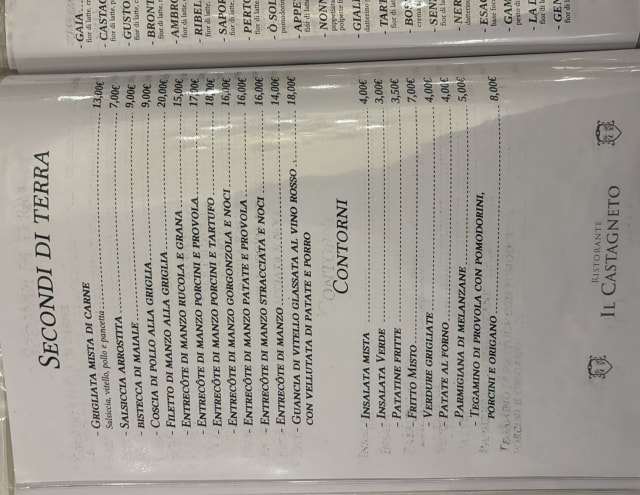 SECONDI DI TERRA
- GRIGLIATA MISTA DI CARNE 13,00€
Salsiccia, vitello, pollo e pancetta
- SALSICCIA ARROSTITA 7,00€
- BISTECCA DI MAIALE 9,00€
- COSCIA DI POLLO ALLA GRIGLIA 9,00€
- FILETTO DI MANZO ALLA GRIGLIA 20,00€
- ENTRECÔTE DI MANZO RUCOLA E GRANA 15,00€
- ENTRECÔTE DI MANZO PORCINI E PROVOLA 17,00€
- ENTRECÔTE DI MANZO PORCINI E TARTUFO 18,00€
- ENTRECÔTE DI MANZO GORGONZOLA E NOCI 16,00€
- ENTRECÔTE DI MANZO PATATE E PROVOLA 16,00€
- ENTRECÔTE DI MANZO STRACCIATA E NOCI 16,00€
- ENTRECÔTE DI MANZO 14,00€
- GUANCIA DI VITELLO GLASSATA AL VINO ROSSO 18,00€
CON VELLUTATA DI PATATE E PORRO
CONTORNI
- INSALATA MISTA 4,00€
- INSALATA VERDE 3,00€
- PATATINE FRITTE 3,50€
- FRITTO MISTO 7,00€
- VERDURE GRIGLIATE 4,00€
- PATATE AL FORNO 4,00€
- PARMIGIANA DI MELANZANE 5,00€
- TEGAMINO DI PROVOLA CON POMODORINI,
PORCINI E ORIGANO 8,00€
RISTORANTE
IL CASTAGNETO
- GAIA